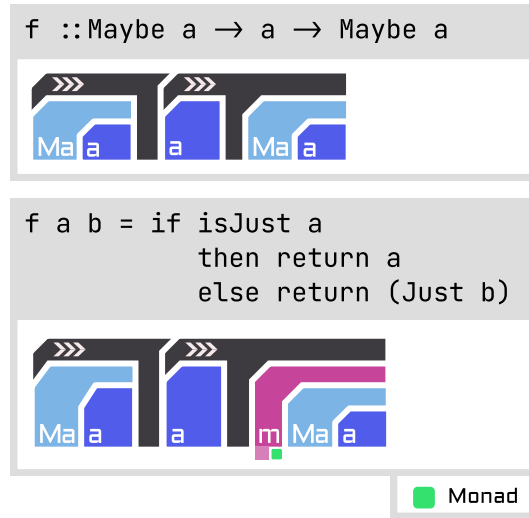 f ::Maybe a -> a -> Maybe a
Ma a a Ma a
f a b = if isJust a
then return a
else return (Just b)
Ma a a m Ma a
Monad